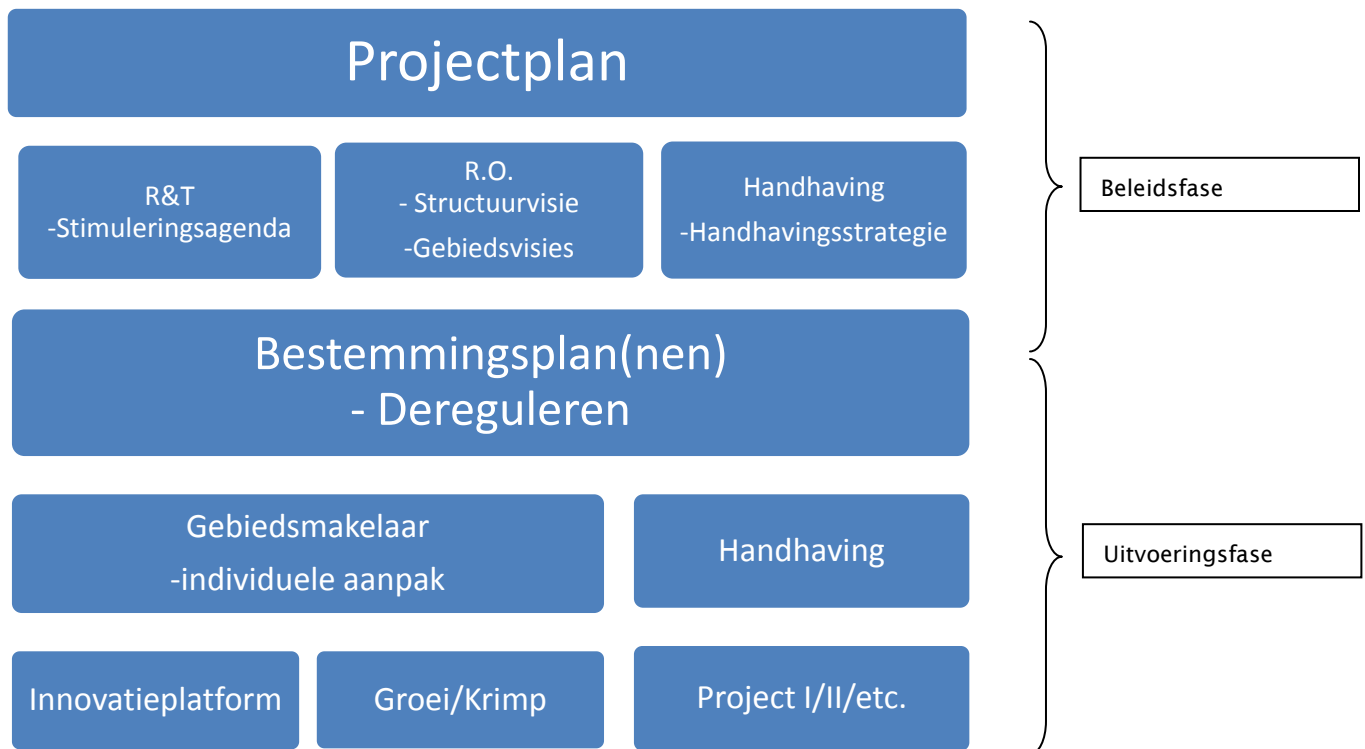 Projectplan
R&T
-Stimuleringsagenda
R.O.
- Structuurvisie
-Gebiedsvisies
Handhaving
-Handhavingsstrategie
Beleidsfase
Bestemmingsplan(nen)
- Dereguleren
Gebiedsmakelaar
-individuele aanpak
Handhaving
Uitvoeringsfase
Innovatieplatform
Groei/Krimp
Project I/II/etc.